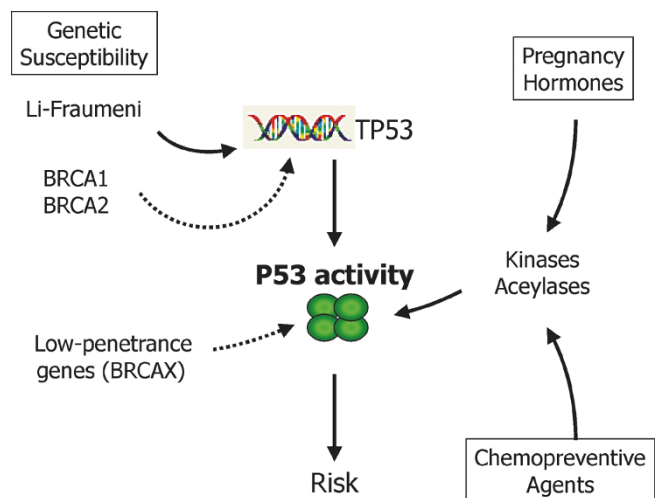 Genetic
Susceptibility
Pregnancy
Hormones
Li-Fraumeni
TP53
BRCA1
BRCA2
P53 activity
Kinases
Aceylases
Low-penetrance
genes (BRCAX)
Chemopreventive
Agents
Risk